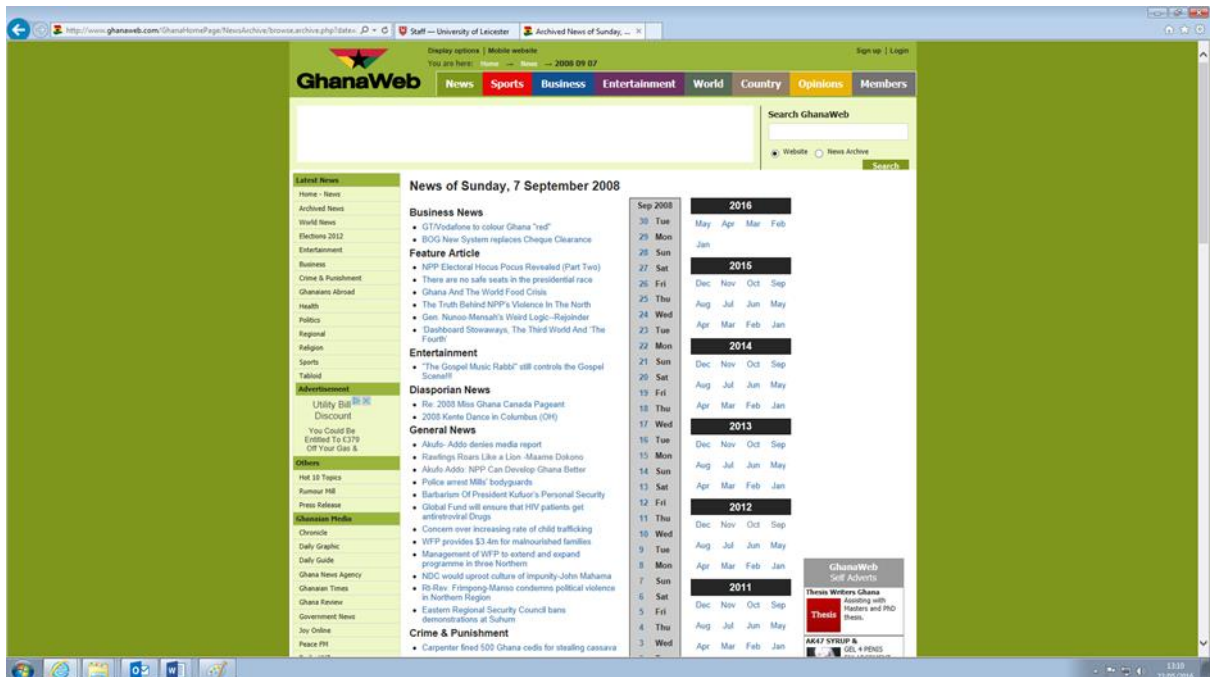 http://www.ghanaweb.com/GhanaHomePage/NewsArchive/browse.archive.php?date=
Staff — University of Leicester
Archived News of Sunday, ...
Display options | Mobile website
Sign up | Login
You are here: Home → News → 2008 09 07
GhanaWeb
News Sports Business Entertainment World Country Opinions Members
Search GhanaWeb
Website News Archive
Search
Latest News
Home - News
Archived News
World News
Elections 2012
Entertainment
Business
Crime & Punishment
Ghanaians Abroad
Health
Politics
Regional
Religion
Sports
Tabloid
Advertisement
Utility Bill
Discount
You Could Be
Entitled To £379
Off Your Gas &
Others
Hot 10 Topics
Rumour Mill
Press Release
Ghanaian Media
Chronicle
Daily Graphic
Daily Guide
Ghana News Agency
Ghanaian Times
Ghana Review
Government News
Joy Online
Peace FM
News of Sunday, 7 September 2008
Business News
GT/Vodafone to colour Ghana "red"
BOG New System replaces Cheque Clearance
Feature Article
NPP Electoral Hocus Pocus Revealed (Part Two)
There are no safe seats in the presidential race
Ghana And The World Food Crisis
The Truth Behind NPP's Violence In The North
Gen. Nunoo-Mensah's Weird Logic--Rejoinder
'Dashboard Stowaways, The Third World And 'The
Fourth'
Entertainment
"The Gospel Music Rabbi" still controls the Gospel
Scene!!!
Diasporian News
Re: 2008 Miss Ghana Canada Pageant
2008 Kente Dance in Columbus (OH)
General News
Akufo- Addo denies media report
Rawlings Roars Like a Lion -Maame Dokono
Akufo Addo: NPP Can Develop Ghana Better
Police arrest Mills' bodyguards
Barbarism Of President Kufuor's Personal Security
Global Fund will ensure that HIV patients get
antiretroviral Drugs
Concern over increasing rate of child trafficking
WFP provides $3.4m for malnourished families
Management of WFP to extend and expand
programme in three Northern
NDC would uproot culture of impunity-John Mahama
Rt-Rev. Frimpong-Manso condemns political violence
in Northern Region
Eastern Regional Security Council bans
demonstrations at Suhum
Crime & Punishment
Carpenter fined 500 Ghana cedis for stealing cassava
Sep 2008
30 Tue
29 Mon
28 Sun
27 Sat
26 Fri
25 Thu
24 Wed
23 Tue
22 Mon
21 Sun
20 Sat
19 Fri
18 Thu
17 Wed
16 Tue
15 Mon
14 Sun
13 Sat
12 Fri
11 Thu
10 Wed
9 Tue
8 Mon
7 Sun
6 Sat
5 Fri
4 Thu
3 Wed
2016
May Apr Mar Feb
Jan
2015
Dec Nov Oct Sep
Aug Jul Jun May
Apr Mar Feb Jan
2014
Dec Nov Oct Sep
Aug Jul Jun May
Apr Mar Feb Jan
2013
Dec Nov Oct Sep
Aug Jul Jun May
Apr Mar Feb Jan
2012
Dec Nov Oct Sep
Aug Jul Jun May
Apr Mar Feb Jan
2011
Dec Nov Oct Sep
Aug Jul Jun May
Apr Mar Feb Jan
GhanaWeb
Self Adverts
Thesis Writers Ghana
Thesis
Assisting with
Masters and PhD
thesis.
AK47 SYRUP &
GEL 4 PENIS
13:10